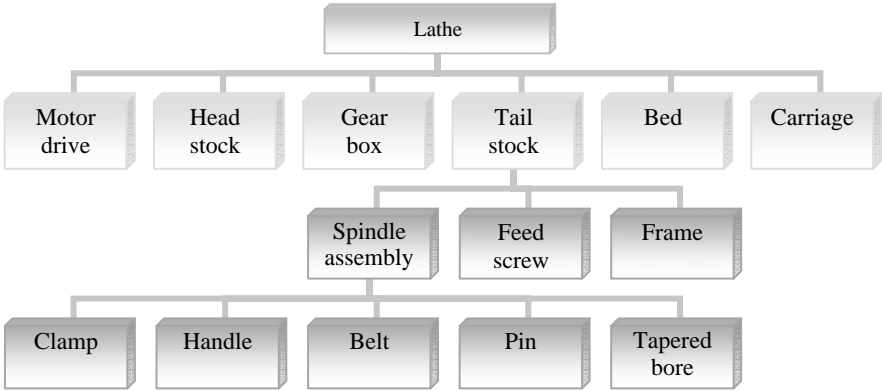 Lathe
Motor
drive
Head
stock
Gear
box
Tail
stock
Bed
Carriage
Spindle
assembly
Feed
screw
Frame
Clamp
Handle
Belt
Pin
Tapered
bore